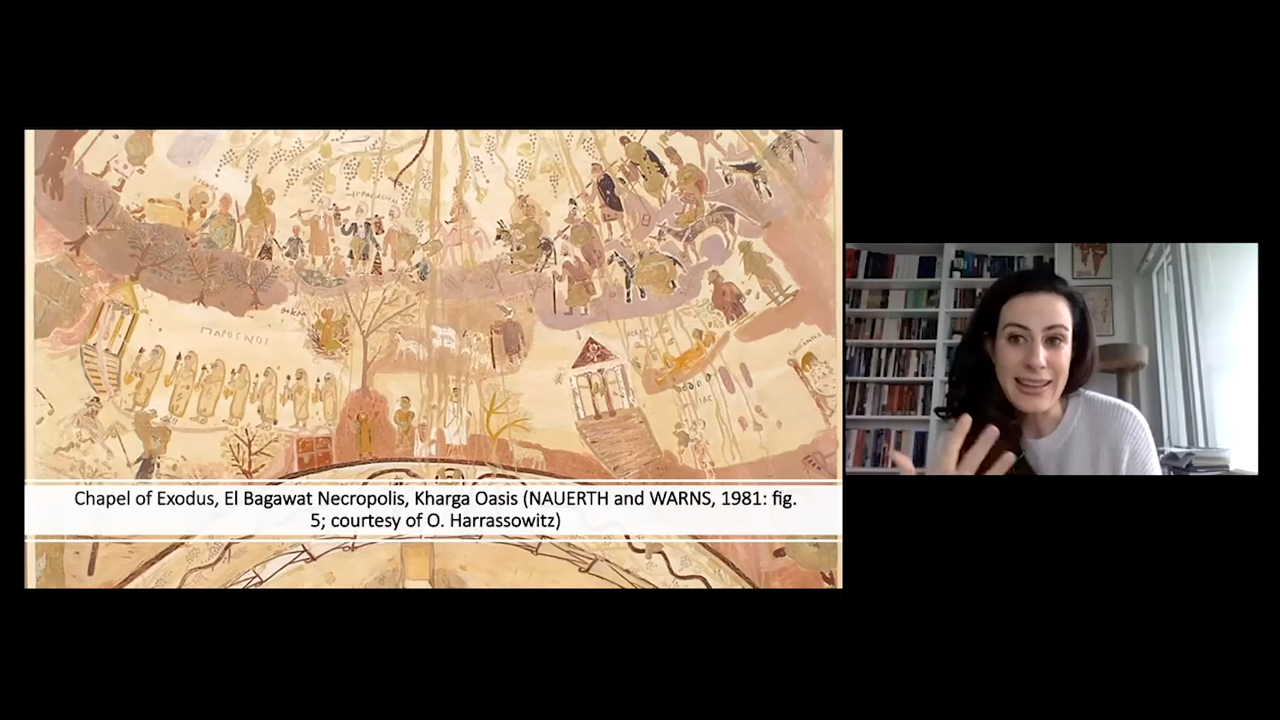 ΠΑΡΘΕΝΟΙ
Chapel of Exodus, El Bagawat Necropolis, Kharga Oasis (NAUERTH and WARNS, 1981: fig.
5; courtesy of O. Harrassowitz)